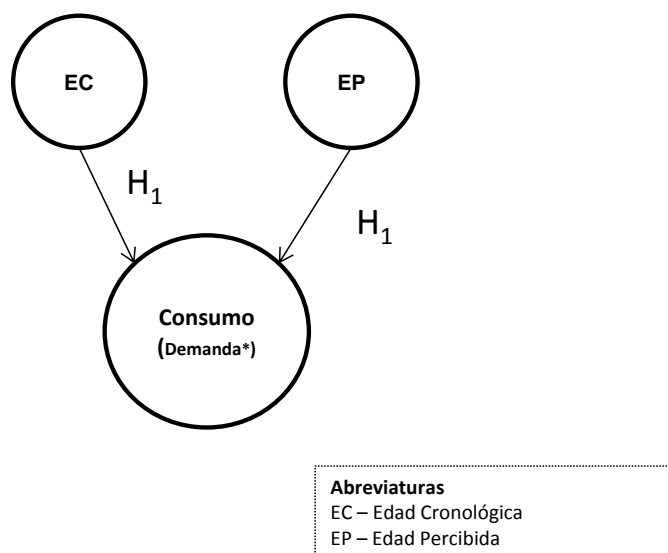 EC
EP
H₁
H₁
Consumo
(Demanda*)
Abreviaturas
EC – Edad Cronológica
EP – Edad Percibida